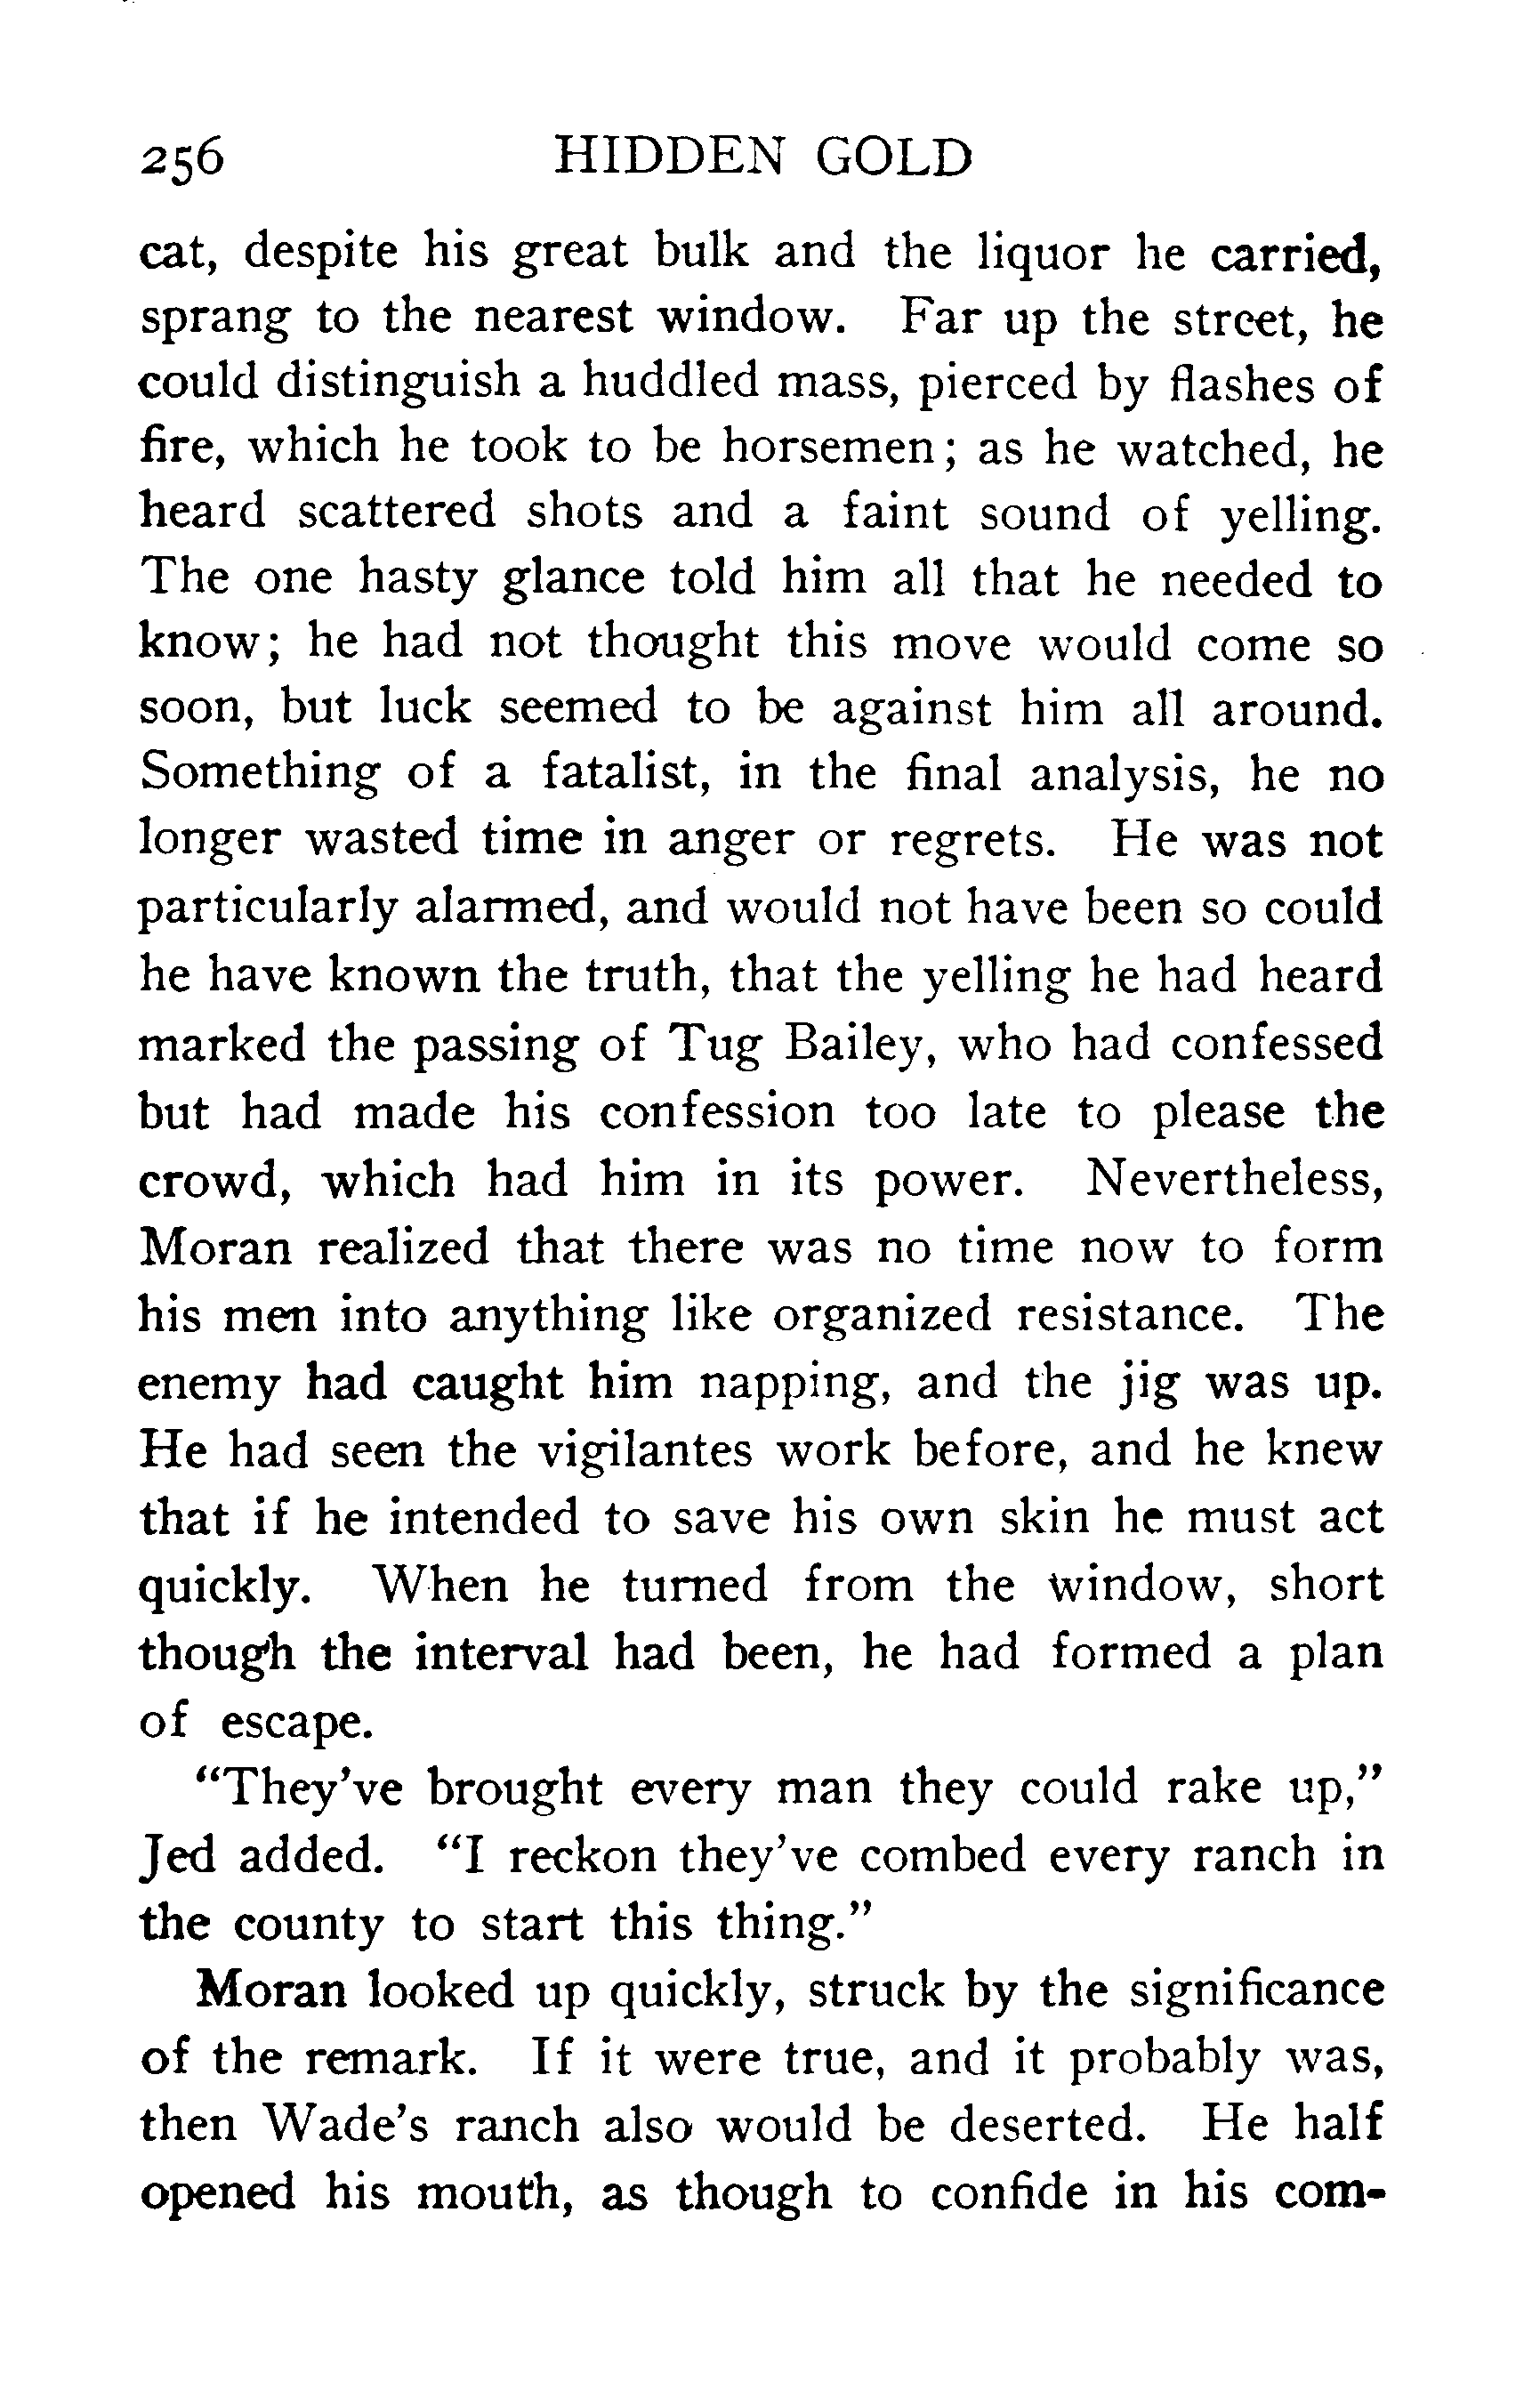 256 HIDDEN GOLD
cat, despite his great bulk and the liquor he carried,
sprang to the nearest window. Far up the street, he
could distinguish a huddled mass, pierced by flashes of
fire, which he took to be horsemen; as he watched, he
heard scattered shots and a faint sound of yelling.
The one hasty glance told him all that he needed to
know; he had not thought this move would come so
soon, but luck seemed to be against him all around.
Something of a fatalist, in the final analysis, he no
longer wasted time in anger or regrets. He was not
particularly alarmed, and would not have been so could
he have known the truth, that the yelling he had heard
marked the passing of Tug Bailey, who had confessed
but had made his confession too late to please the
crowd, which had him in its power. Nevertheless,
Moran realized that there was no time now to form
his men into anything like organized resistance. The
enemy had caught him napping, and the jig was up.
He had seen the vigilantes work before, and he knew
that if he intended to save his own skin he must act
quickly. When he turned from the window, short
though the interval had been, he had formed a plan
of escape.
"They've brought every man they could rake up,"
Jed added. "I reckon they've combed every ranch in
the county to start this thing."
Moran looked up quickly, struck by the significance
of the remark. If it were true, and it probably was,
then Wade's ranch also would be deserted. He half
opened his mouth, as though to confide in his com-